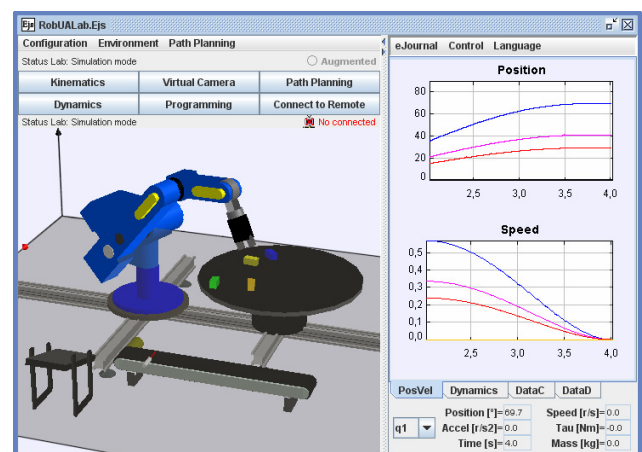 Ejs RobUALab.Ejs
Configuration Environment Path Planning
Status Lab: Simulation mode Augmented
Kinematics Virtual Camera Path Planning
Dynamics Programming Connect to Remote
Status Lab: Simulation mode No connected
eJournal Control Language
Position
80
60
40
20
0
2,5 3,0 3,5 4,0
Speed
0,5
0,4
0,3
0,2
0,1
0,0
2,5 3,0 3,5 4,0
PosVel Dynamics DataC DataD
q1
Position [°]= 69.7 Speed [r/s]= 0.0
Accel [r/s2]= 0.0 Tau [Nm]= -0.0
Time [s]= 4.0 Mass [kg]= 0.0